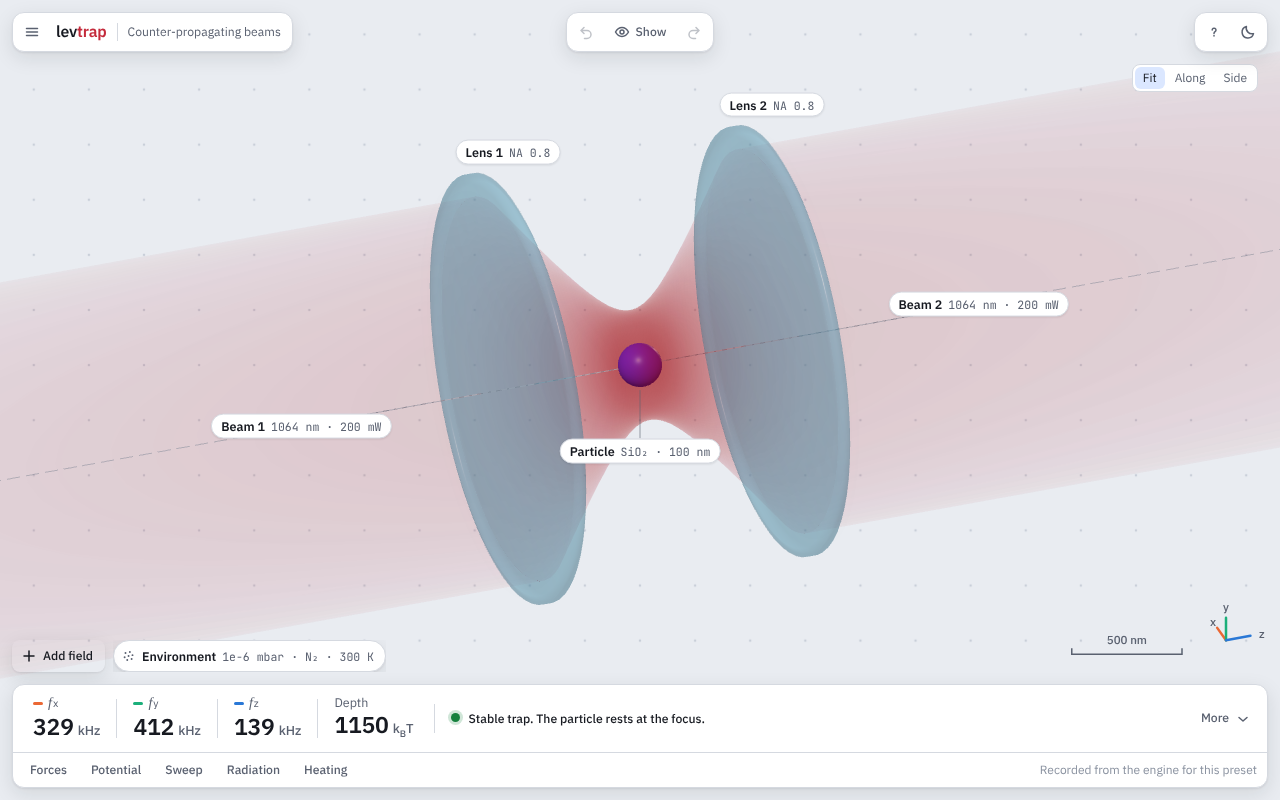 levtrap
Counter-propagating beams
Show
?
Fit Along Side
Lens 2 NA 0.8
Lens 1 NA 0.8
Beam 2 1064 nm · 200 mW
Beam 1 1064 nm · 200 mW
Particle SiO₂ · 100 nm
y
x
z
500 nm
Add field
Environment 1e-6 mbar · N₂ · 300 K
fx fy fz Depth
329 kHz 412 kHz 139 kHz 1150 kBT
Stable trap. The particle rests at the focus.
More
Forces Potential Sweep Radiation Heating
Recorded from the engine for this preset